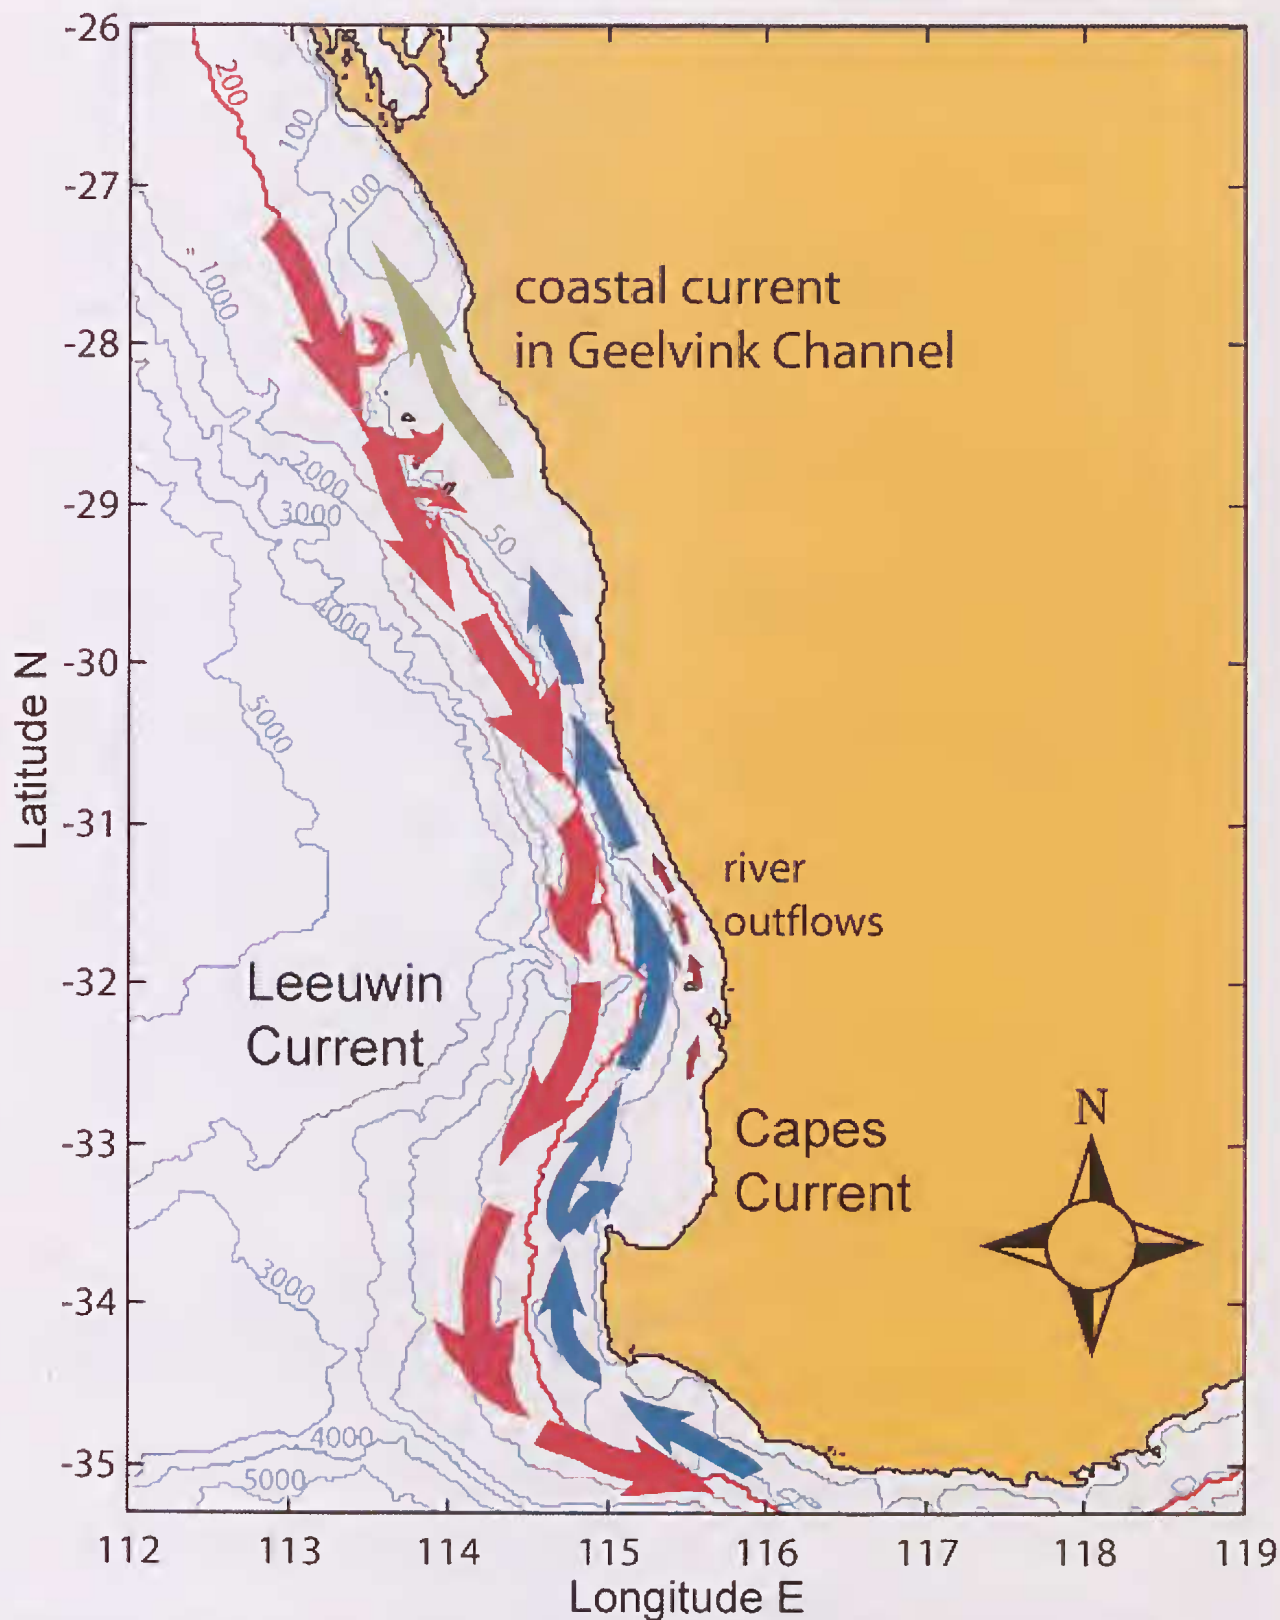 -26
200
100
-27
100
1000
coastal current
in Geelvink Channel
-28
2000
3000
-29
50
4000
-30
5000
Latitude N
-31
river
outflows
-32
Leeuwin
Current
N
-33
Capes
Current
3000
-34
4000
-35
5000
112
113
114
115
116
117
118
119
Longitude E